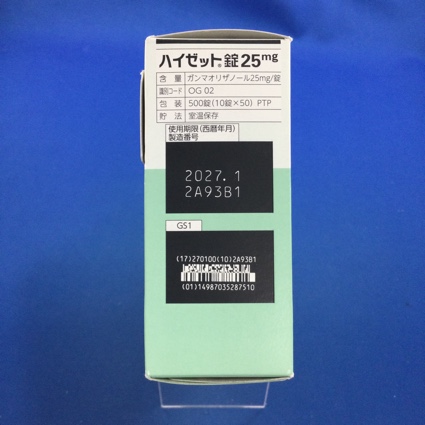 ハイゼット®錠25mg
含 量 ガンマオリザノール25mg/錠
識別コード OG 02
包 装 500錠(10錠×50) PTP
貯 法 室温保存
使用期限(西暦年月)
製造番号
2027. 1
2A93B1
GS1
(17)270100(10)2A93B1
(01)14987035287510